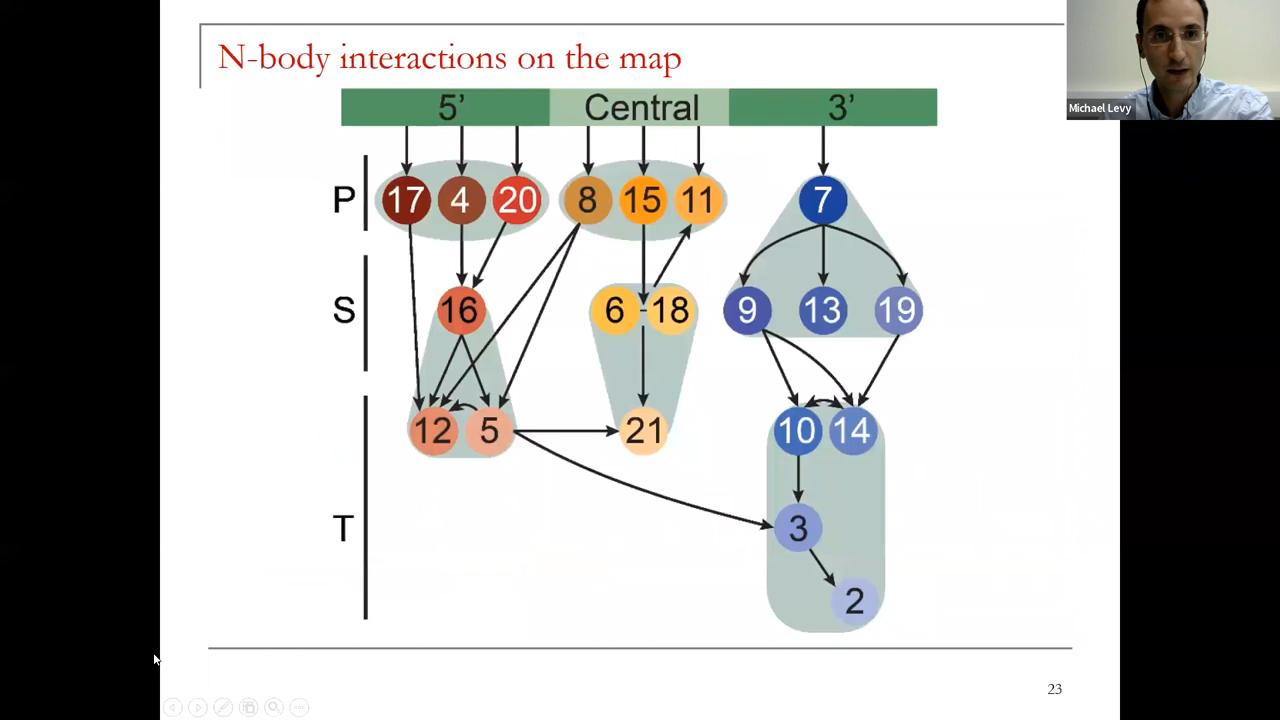 N-body interactions on the map
Michael Levy
5' Central 3'
P 17 4 20 8 15 11 7
S 16 6 18 9 13 19
12 5 21 10 14
T 3
2
23